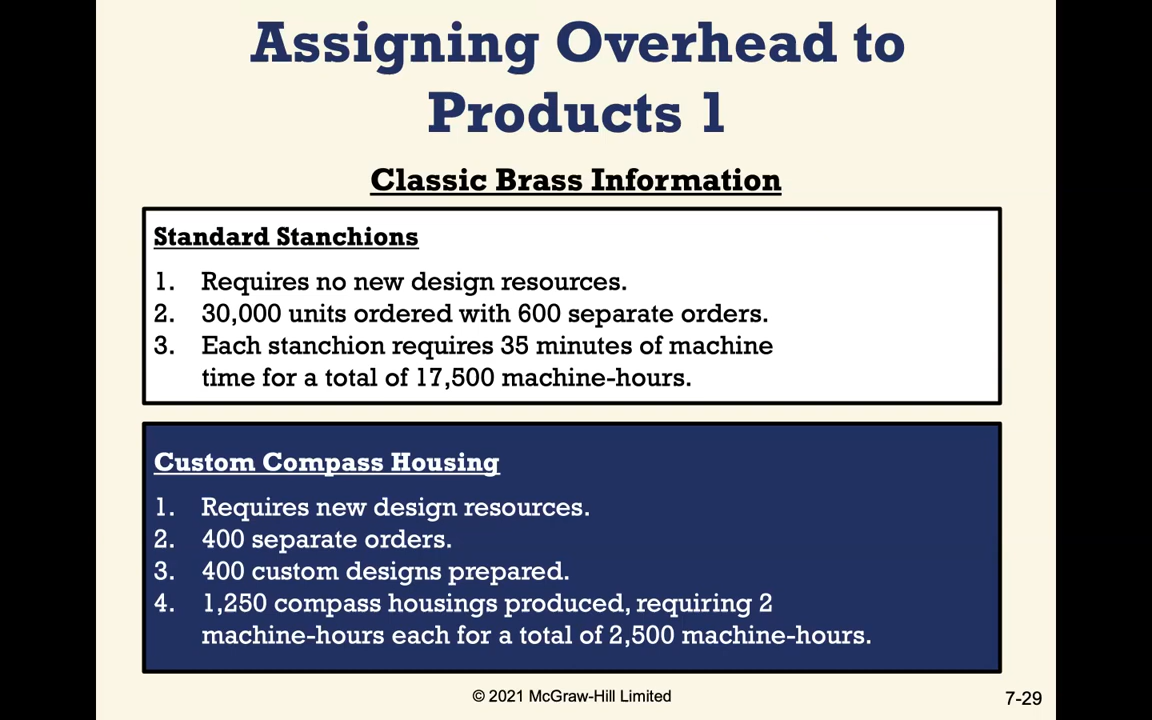 Assigning Overhead to
Products 1
Classic Brass Information
Standard Stanchions
1. Requires no new design resources.
2. 30,000 units ordered with 600 separate orders.
3. Each stanchion requires 35 minutes of machine
time for a total of 17,500 machine-hours.
Custom Compass Housing
1. Requires new design resources.
2. 400 separate orders.
3. 400 custom designs prepared.
4. 1,250 compass housings produced, requiring 2
machine-hours each for a total of 2,500 machine-hours.
© 2021 McGraw-Hill Limited
7-29